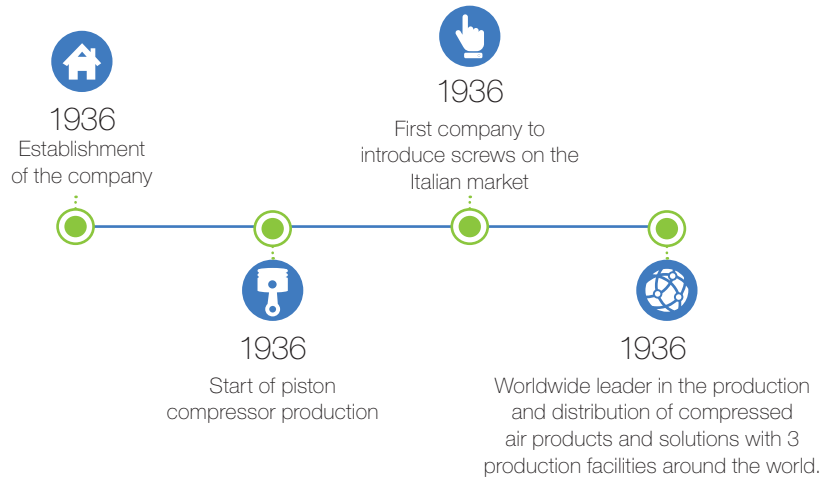 1936
Establishment
of the company
1936
Start of piston
compressor production
1936
First company to
introduce screws on the
Italian market
1936
Worldwide leader in the production
and distribution of compressed
air products and solutions with 3
production facilities around the world.